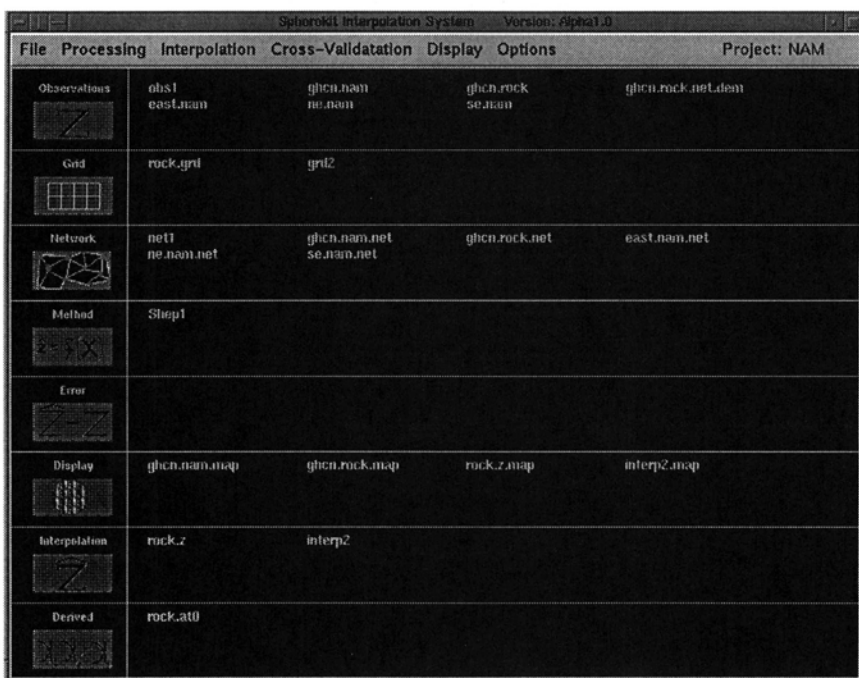 Spherekit Interpolation System Version: Alpha1.0
File Processing Interpolation Cross-Validatation Display Options Project: NAM
Observations obs1 ghcn.nam ghcn.rock ghcn.rock.net.dem
east.nam ne.nam se.nam
Z
Grid rock.grd grd2
Network net1 ghcn.nam.net ghcn.rock.net east.nam.net
ne.nam.net se.nam.net
Method Shep1
Error
Display ghcn.nam.map ghcn.rock.map rock.z.map interp2.map
Interpolation rock.z interp2
Derived rock.at0